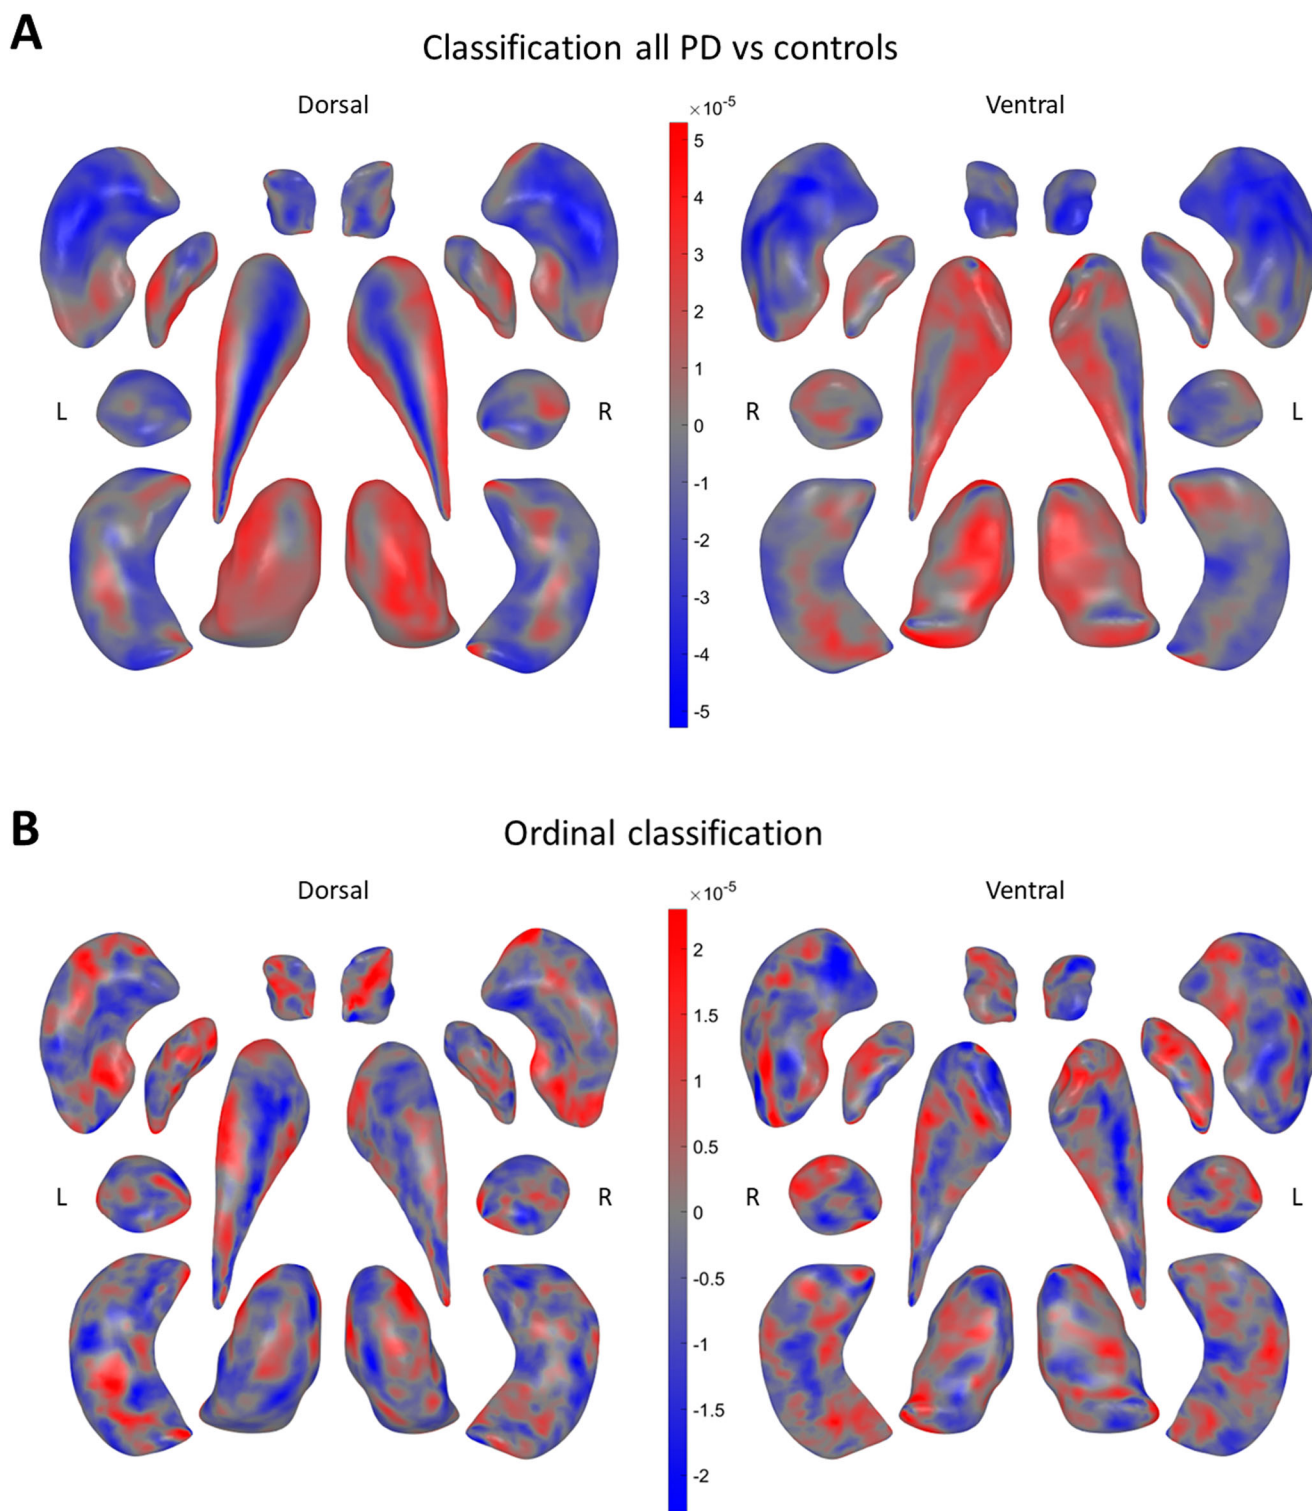 A
Classification all PD vs controls
Dorsal
×10-5
Ventral
5
4
3
2
1
0
-1
-2
-3
-4
-5
L
R
R
L
B
Ordinal classification
Dorsal
×10-5
Ventral
2
1.5
1
0.5
0
-0.5
-1
-1.5
-2
L
R
R
L